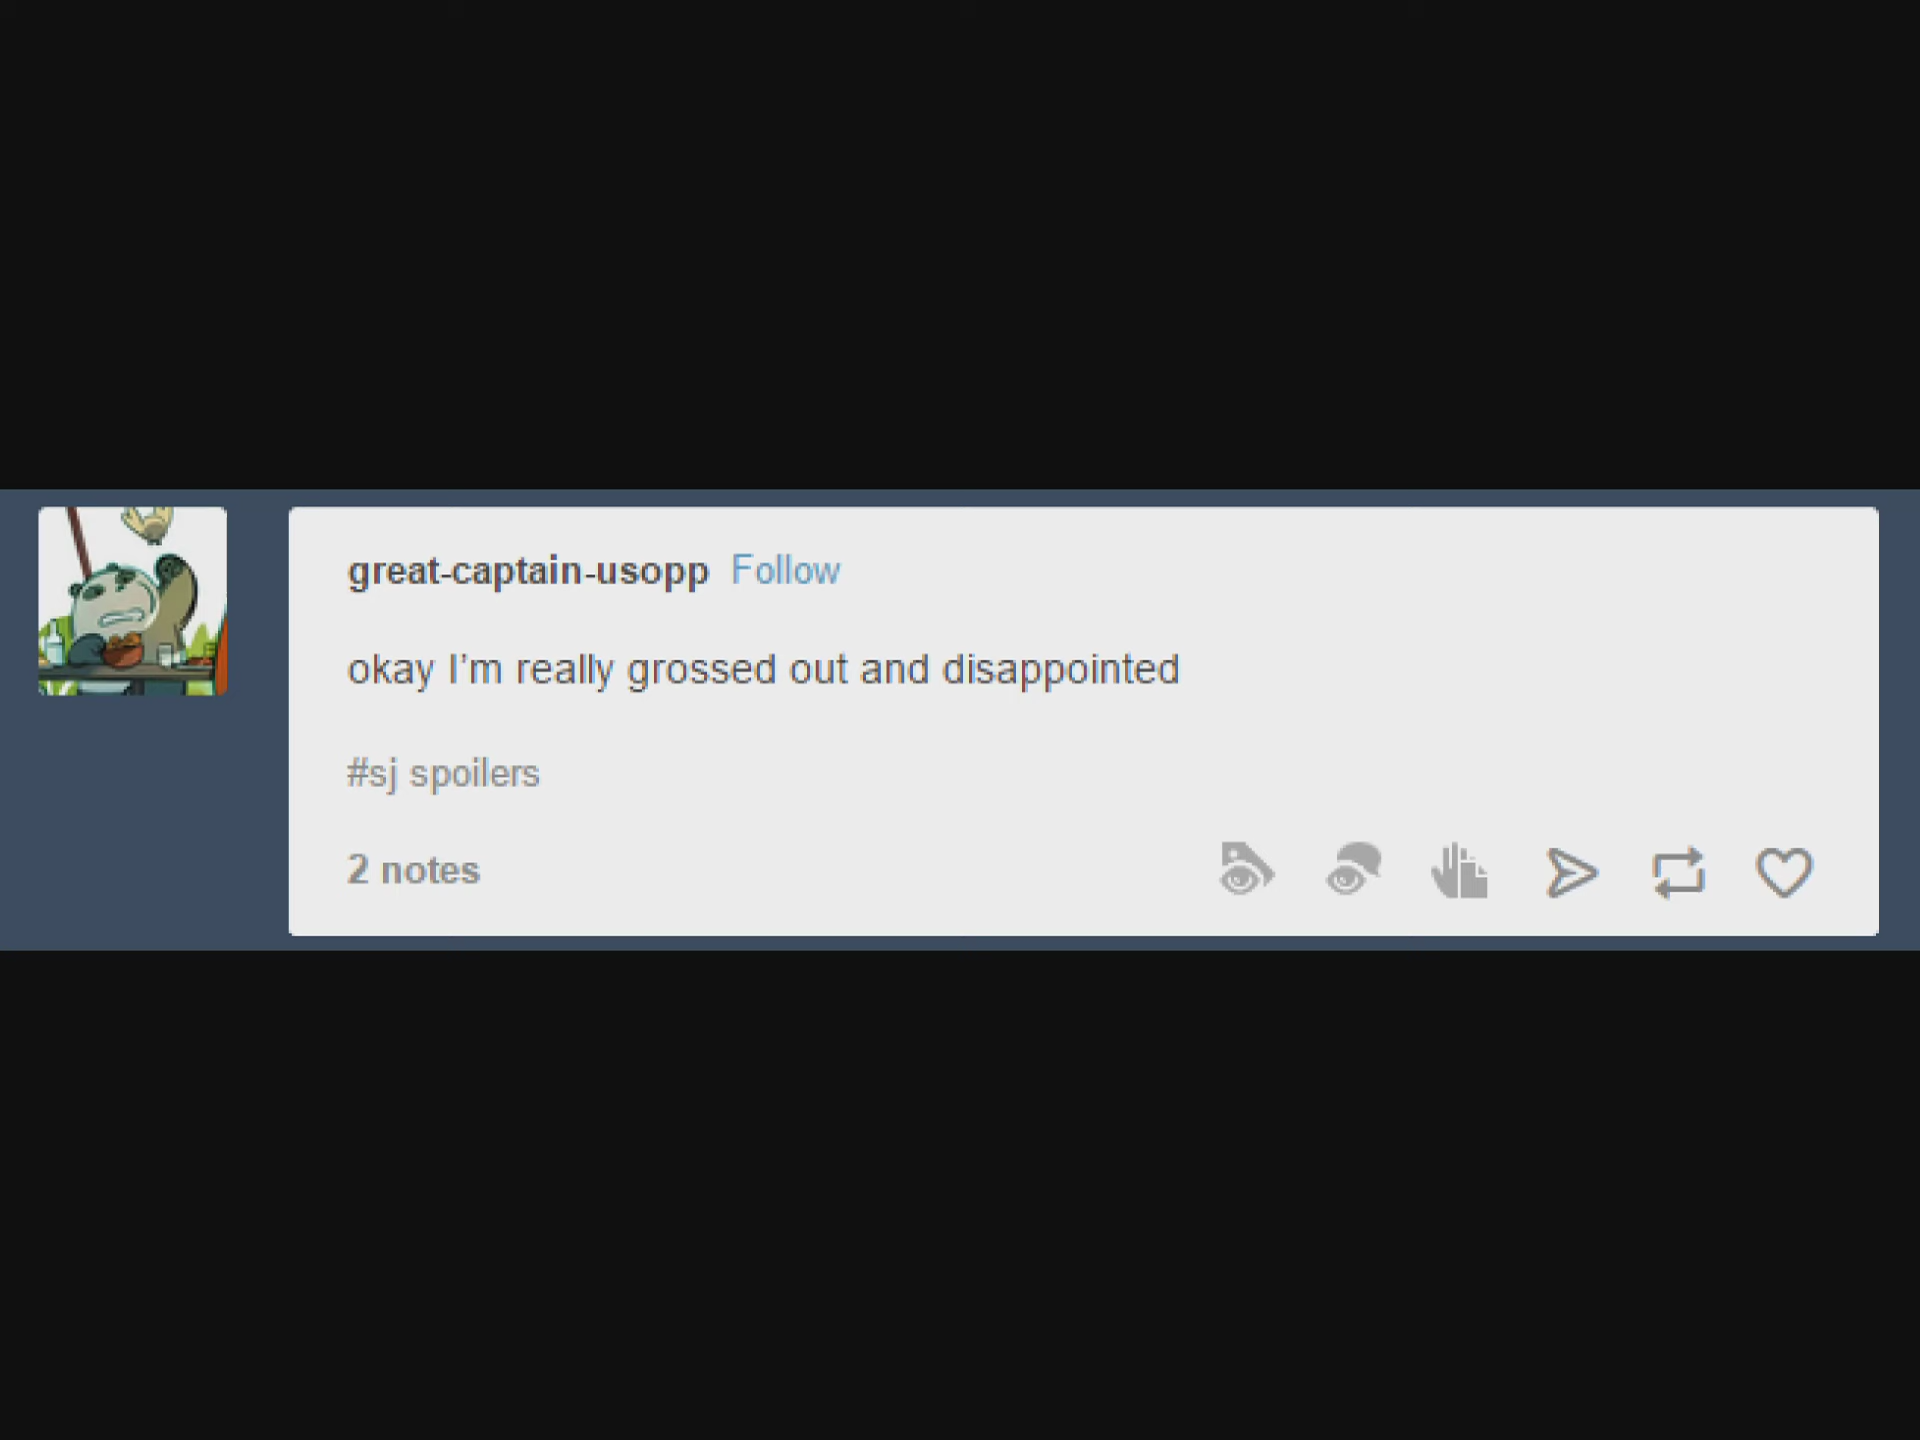 great-captain-usopp Follow
okay I'm really grossed out and disappointed
#sj spoilers
2 notes